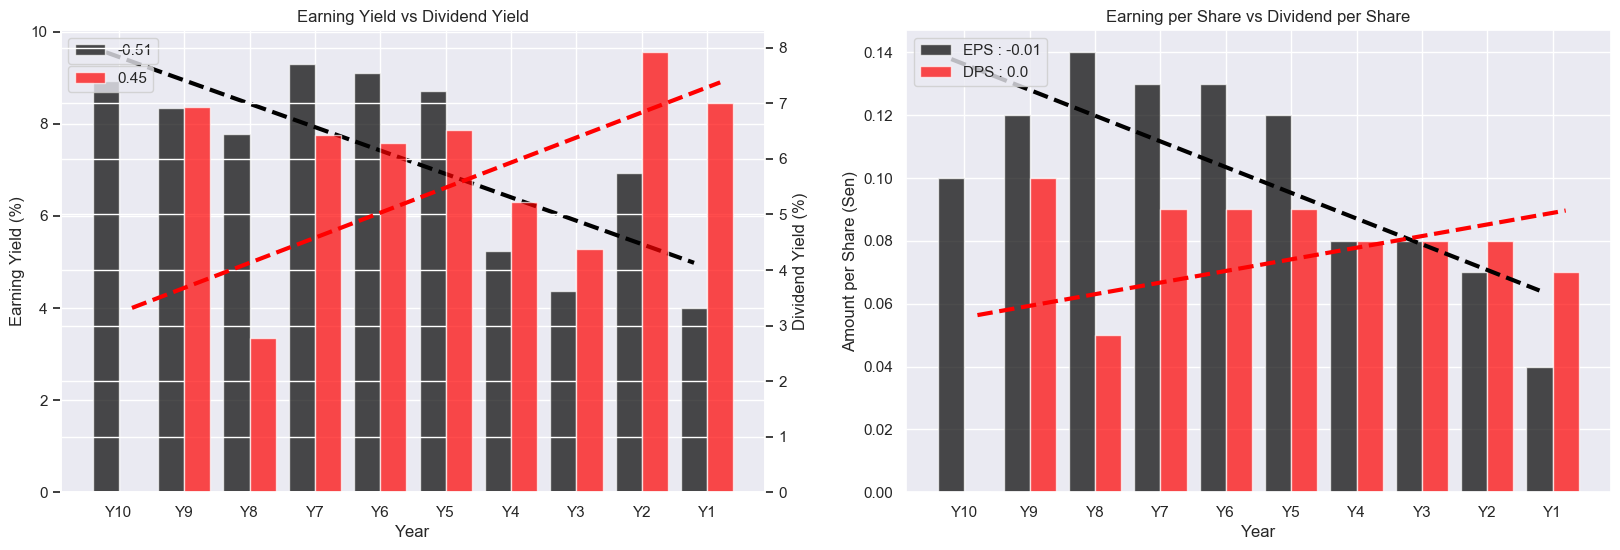 Earning Yield vs Dividend Yield
-0.51
0.45
Earning Yield (%)
10
8
6
4
2
0
8
7
6
5
4
3
2
1
0
Dividend Yield (%)
Y10 Y9 Y8 Y7 Y6 Y5 Y4 Y3 Y2 Y1
Year
Earning per Share vs Dividend per Share
EPS : -0.01
DPS : 0.0
Amount per Share (Sen)
0.14
0.12
0.10
0.08
0.06
0.04
0.02
0.00
Y10 Y9 Y8 Y7 Y6 Y5 Y4 Y3 Y2 Y1
Year